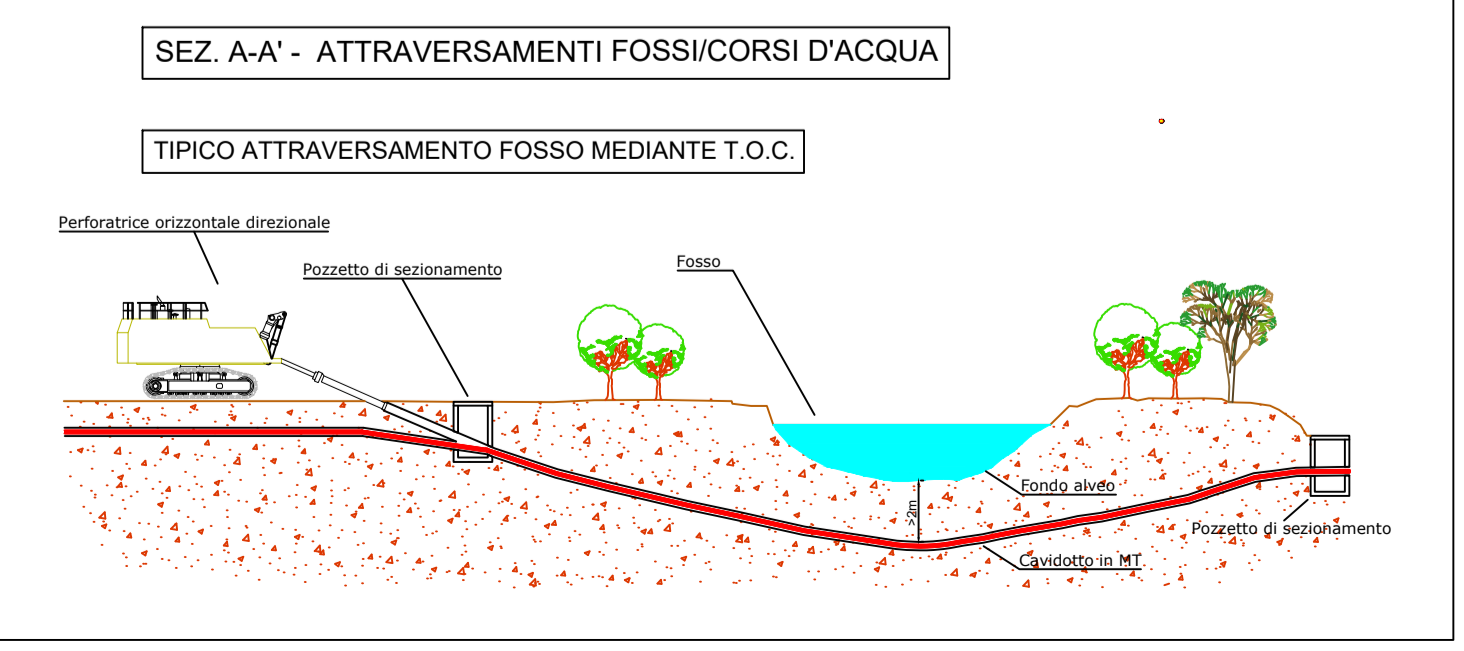 SEZ. A-A' - ATTRAVERSAMENTI FOSSI/CORSI D'ACQUA
TIPICO ATTRAVERSAMENTO FOSSO MEDIANTE T.O.C.
Perforatrice orizzontale direzionale
Pozzetto di sezionamento
Fosso
Fondo alveo
>2m
Pozzetto di sezionamento
Cavidotto in MT